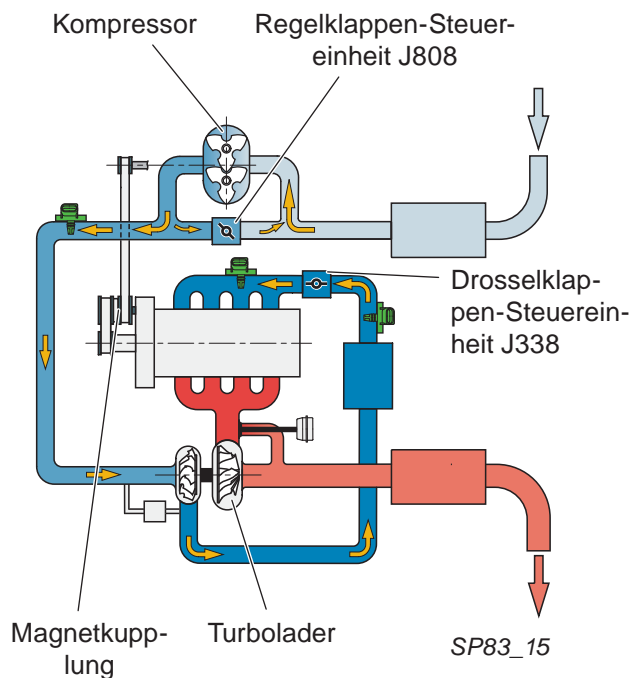 Kompressor
Regelklappen-Steuer-
einheit J808
Drosselklap-
pen-Steuerein-
heit J338
Magnetkupp-
lung
Turbolader
SP83_15